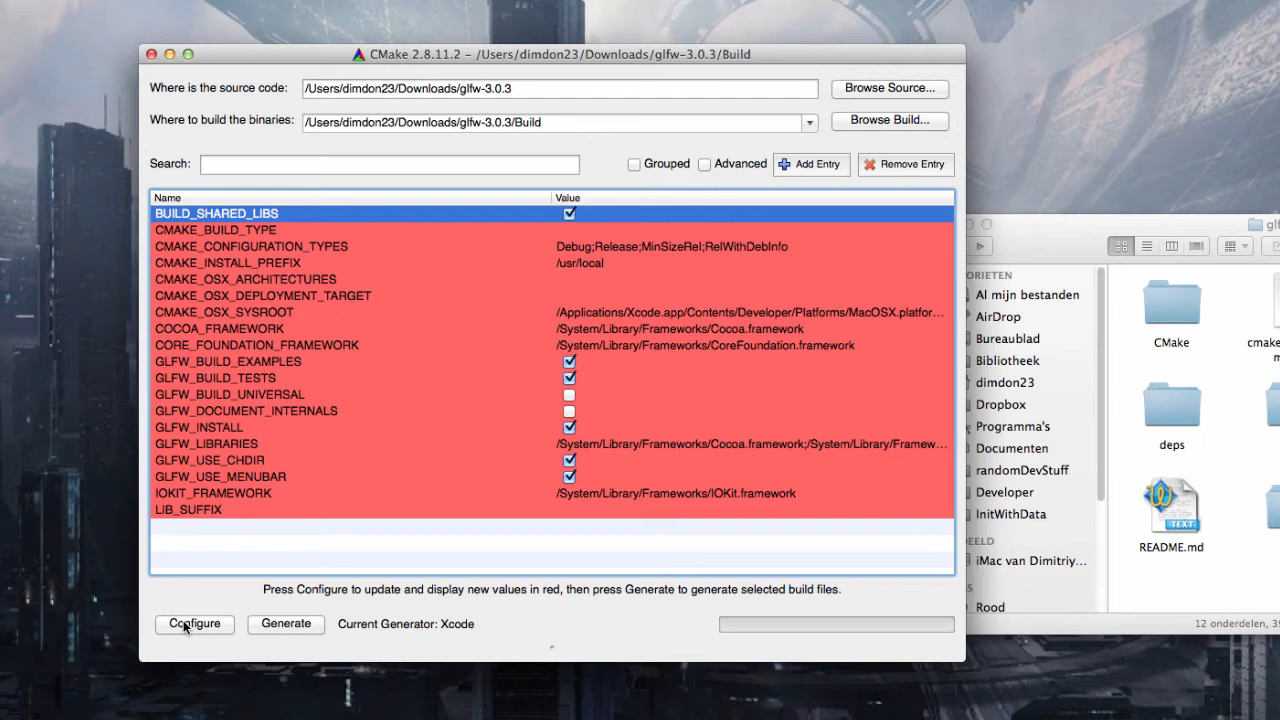 CMake 2.8.11.2 - /Users/dimdon23/Downloads/glfw-3.0.3/Build
Where is the source code: /Users/dimdon23/Downloads/glfw-3.0.3 Browse Source...
Where to build the binaries: /Users/dimdon23/Downloads/glfw-3.0.3/Build Browse Build...
Search: Grouped Advanced Add Entry Remove Entry
Name Value
BUILD_SHARED_LIBS
CMAKE_BUILD_TYPE
CMAKE_CONFIGURATION_TYPES Debug;Release;MinSizeRel;RelWithDebInfo
CMAKE_INSTALL_PREFIX /usr/local
CMAKE_OSX_ARCHITECTURES
CMAKE_OSX_DEPLOYMENT_TARGET
CMAKE_OSX_SYSROOT /Applications/Xcode.app/Contents/Developer/Platforms/MacOSX.platfor...
COCOA_FRAMEWORK /System/Library/Frameworks/Cocoa.framework
CORE_FOUNDATION_FRAMEWORK /System/Library/Frameworks/CoreFoundation.framework
GLFW_BUILD_EXAMPLES
GLFW_BUILD_TESTS
GLFW_BUILD_UNIVERSAL
GLFW_DOCUMENT_INTERNALS
GLFW_INSTALL
GLFW_LIBRARIES /System/Library/Frameworks/Cocoa.framework;/System/Library/Framew...
GLFW_USE_CHDIR
GLFW_USE_MENUBAR
IOKIT_FRAMEWORK /System/Library/Frameworks/IOKit.framework
LIB_SUFFIX
Press Configure to update and display new values in red, then press Generate to generate selected build files.
Configure Generate Current Generator: Xcode
glf
ORIETEN
Al mijn bestanden
AirDrop
Bureaublad
Bibliotheek
dimdon23
Dropbox
Programma's
Documenten
randomDevStuff
Developer
InitWithData
EELD
iMac van Dimitriy...
S
Rood
CMake
cmake
m
deps
TEXT
README.md
12 onderdelen, 39